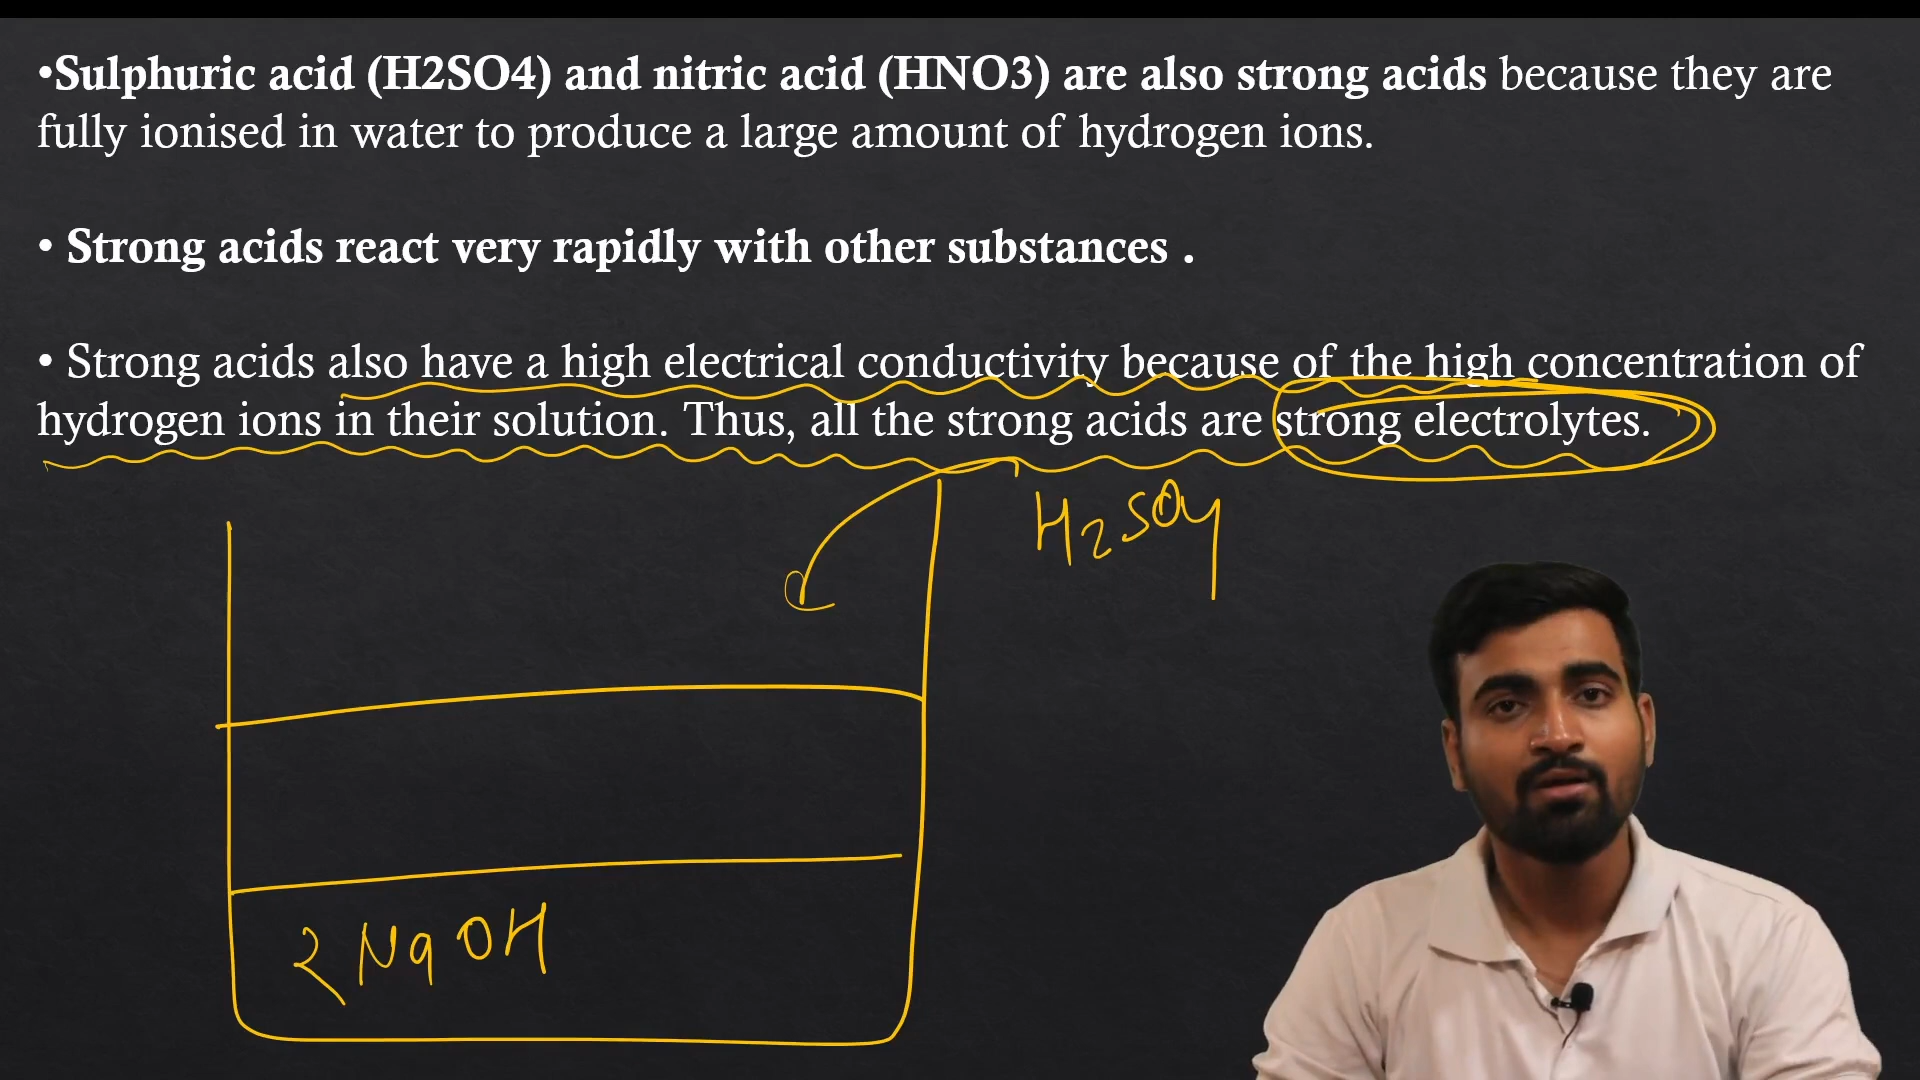 •Sulphuric acid (H2SO4) and nitric acid (HNO3) are also strong acids because they are
fully ionised in water to produce a large amount of hydrogen ions.
• Strong acids react very rapidly with other substances .
• Strong acids also have a high electrical conductivity because of the high concentration of
hydrogen ions in their solution. Thus, all the strong acids are strong electrolytes.
H2SO4
2 NaOH